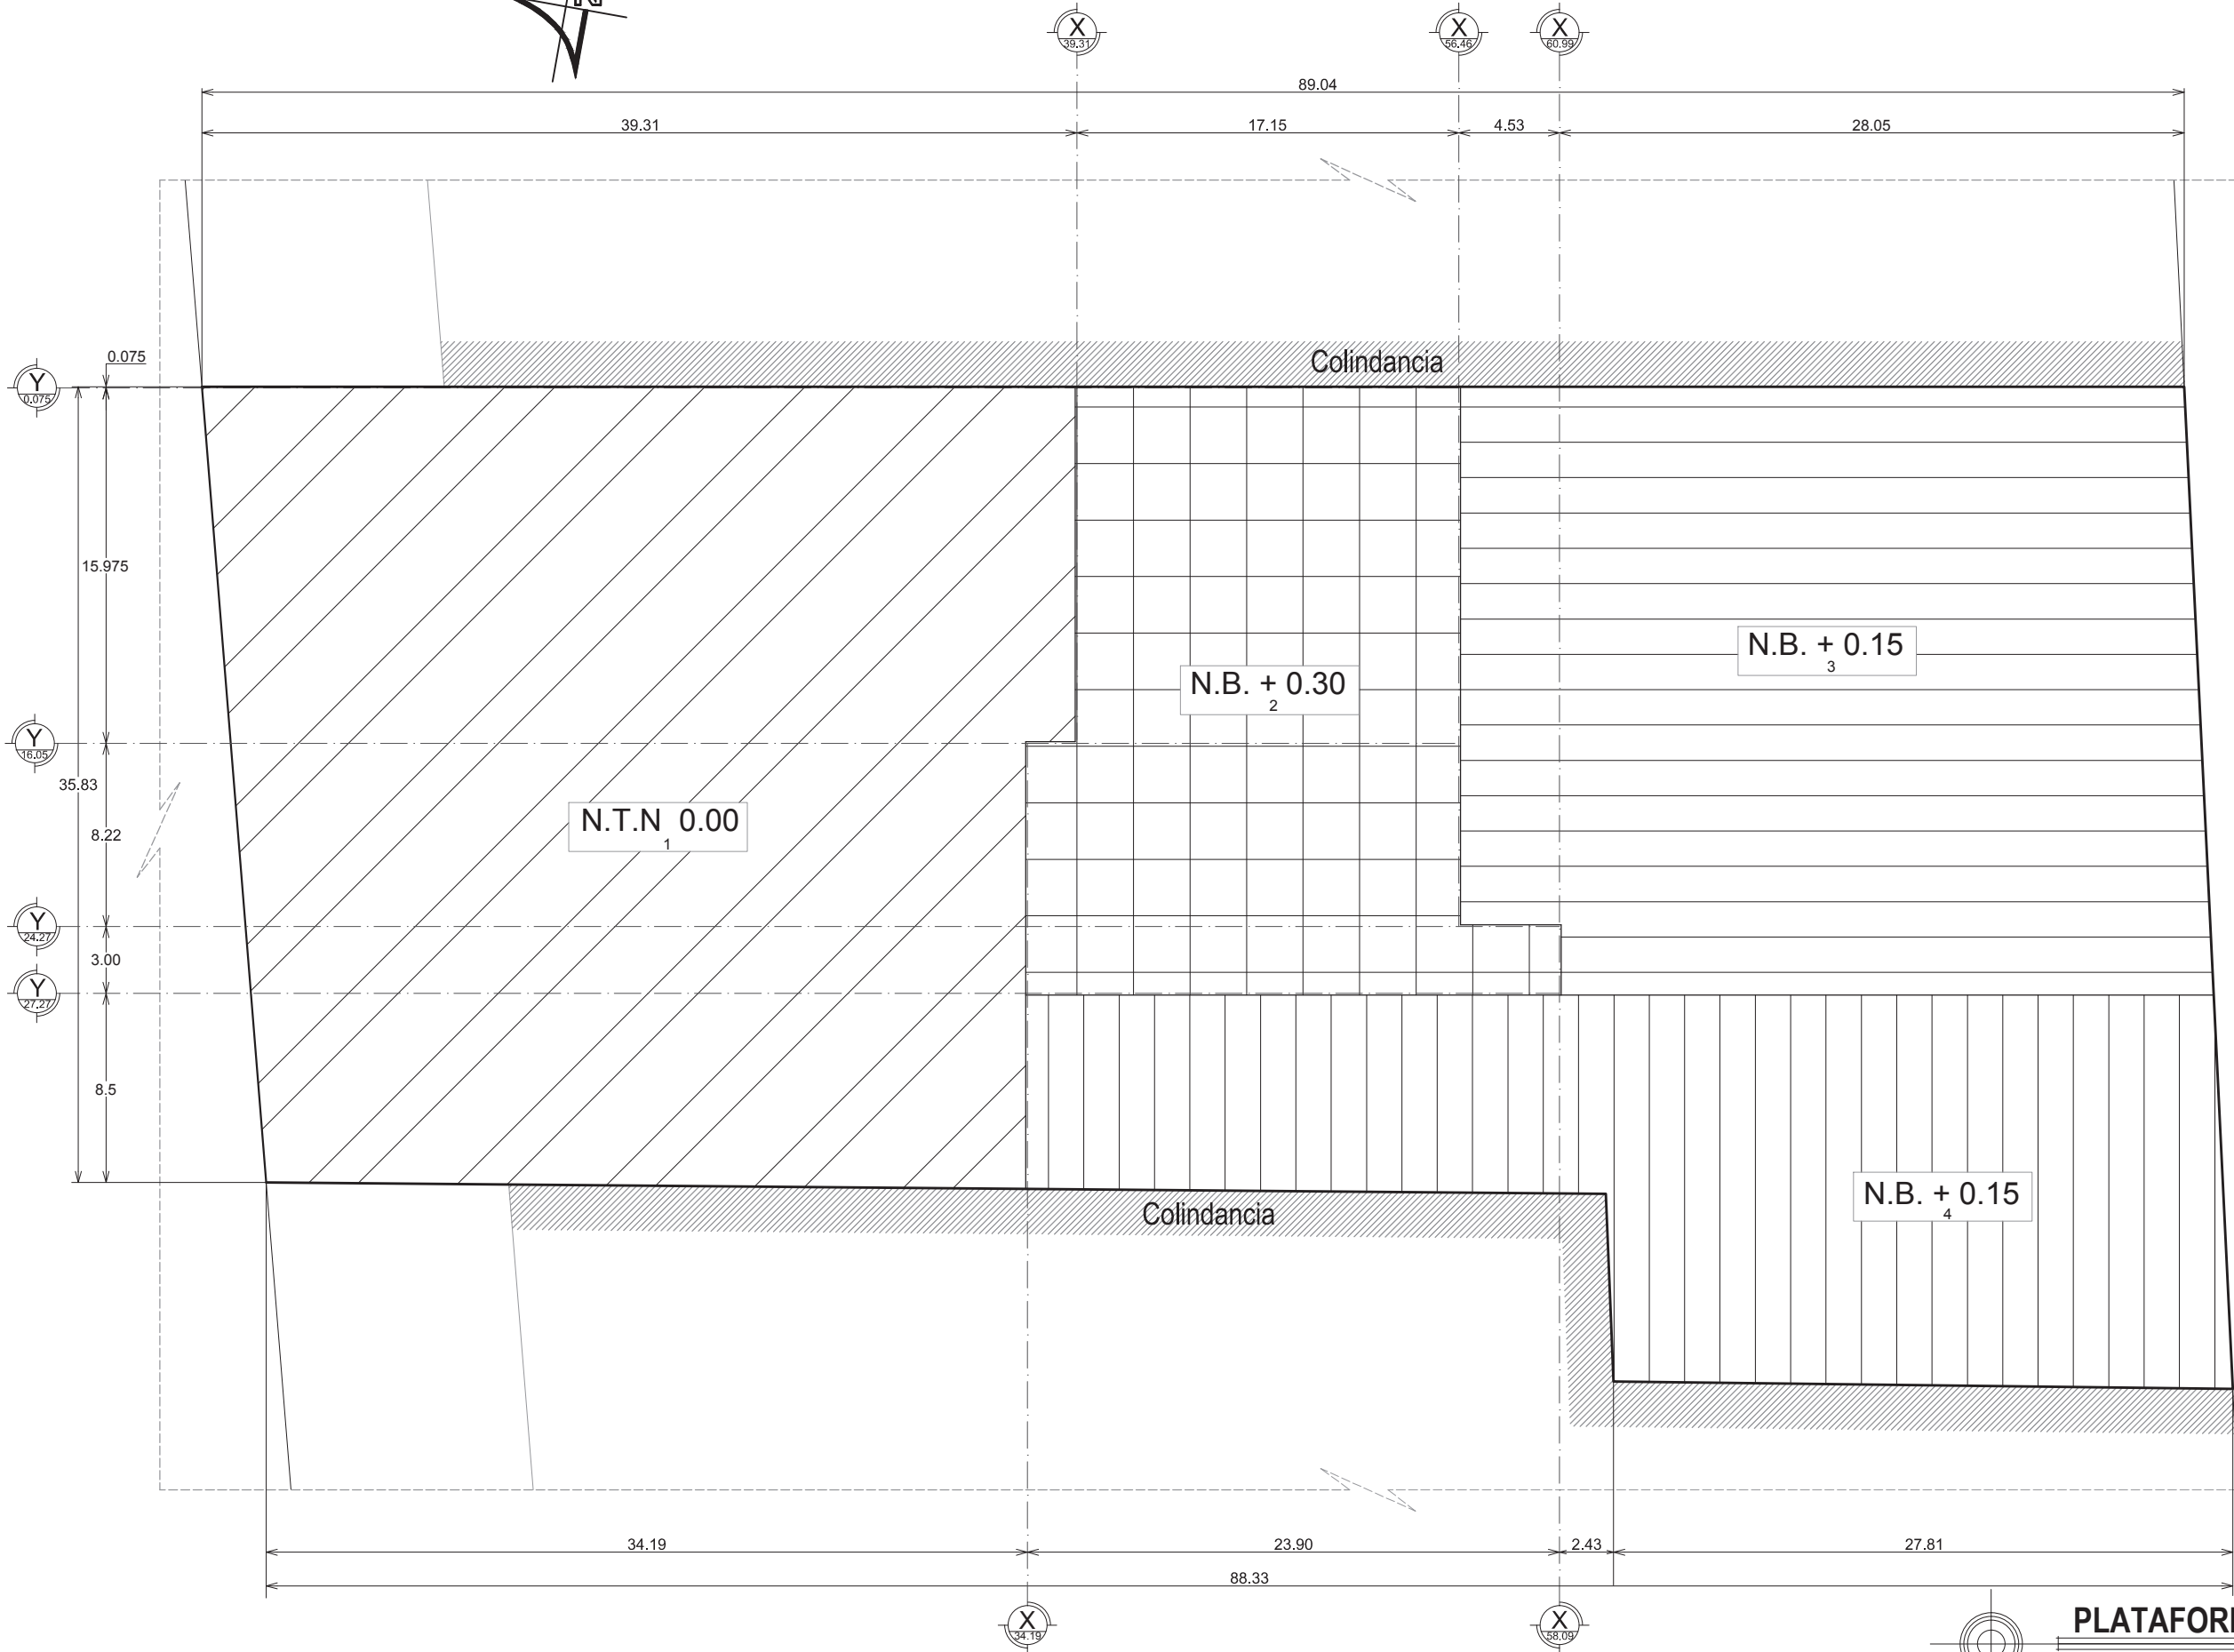 N
X
39.31
X
56.46
X
60.99
89.04
39.31
17.15
4.53
28.05
0.075
Colindancia
Y
0.075
15.975
N.B. + 0.15
3
N.B. + 0.30
2
Y
16.05
35.83
N.T.N 0.00
1
8.22
Y
24.27
3.00
Y
27.27
8.5
N.B. + 0.15
4
Colindancia
34.19
23.90
2.43
27.81
88.33
X
34.19
X
58.09